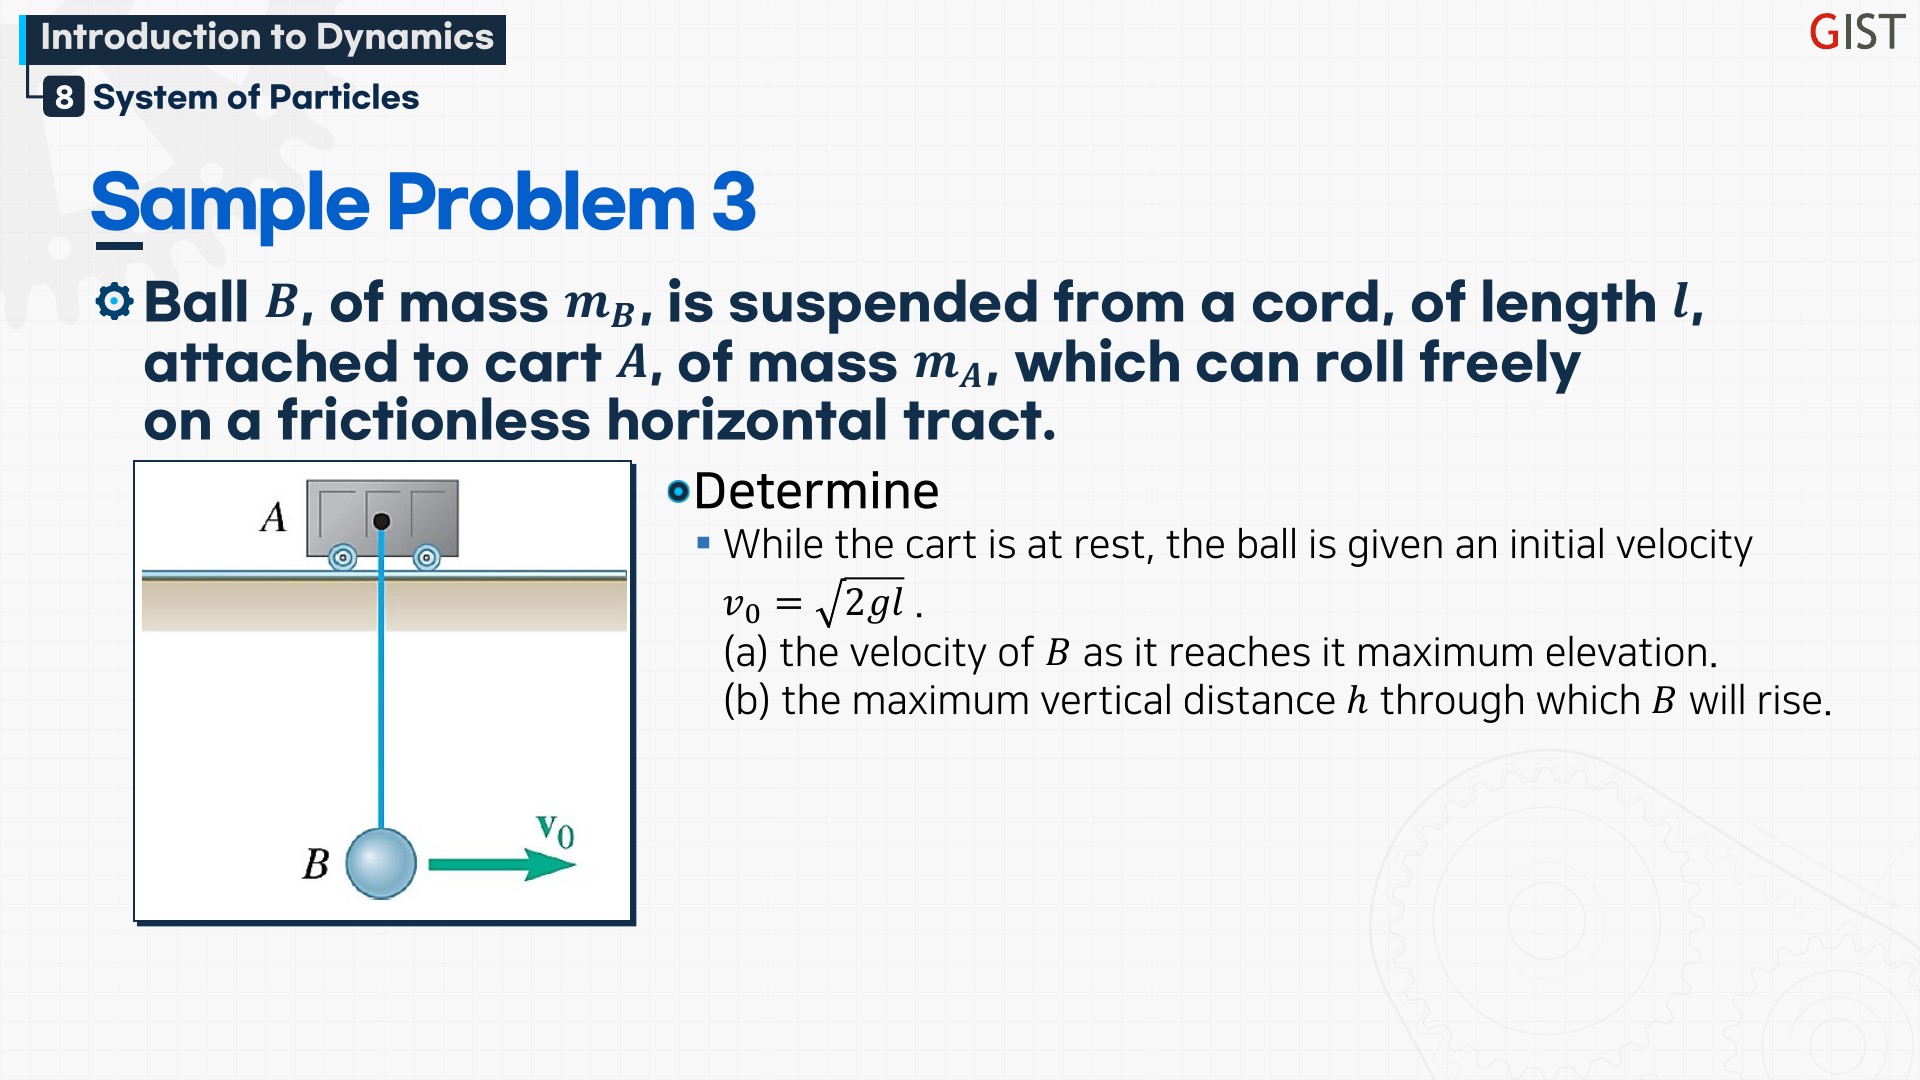 Introduction to Dynamics
GIST
8 System of Particles
Sample Problem 3
Ball B, of mass m_B, is suspended from a cord, of length l,
attached to cart A, of mass m_A, which can roll freely
on a frictionless horizontal tract.
A
B
v_0
Determine
While the cart is at rest, the ball is given an initial velocity
v_0 = √2gl .
(a) the velocity of B as it reaches it maximum elevation.
(b) the maximum vertical distance h through which B will rise.